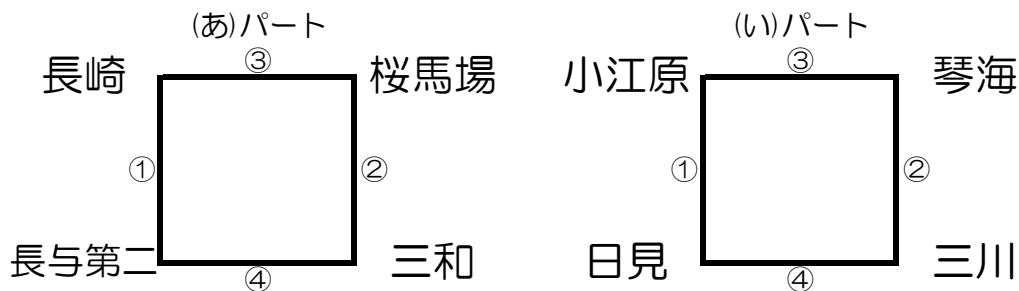 (あ)パート
③
長崎 桜馬場
① ②
長与第二 三和
④
(い)パート
③
小江原 琴海
① ②
日見 三川
④